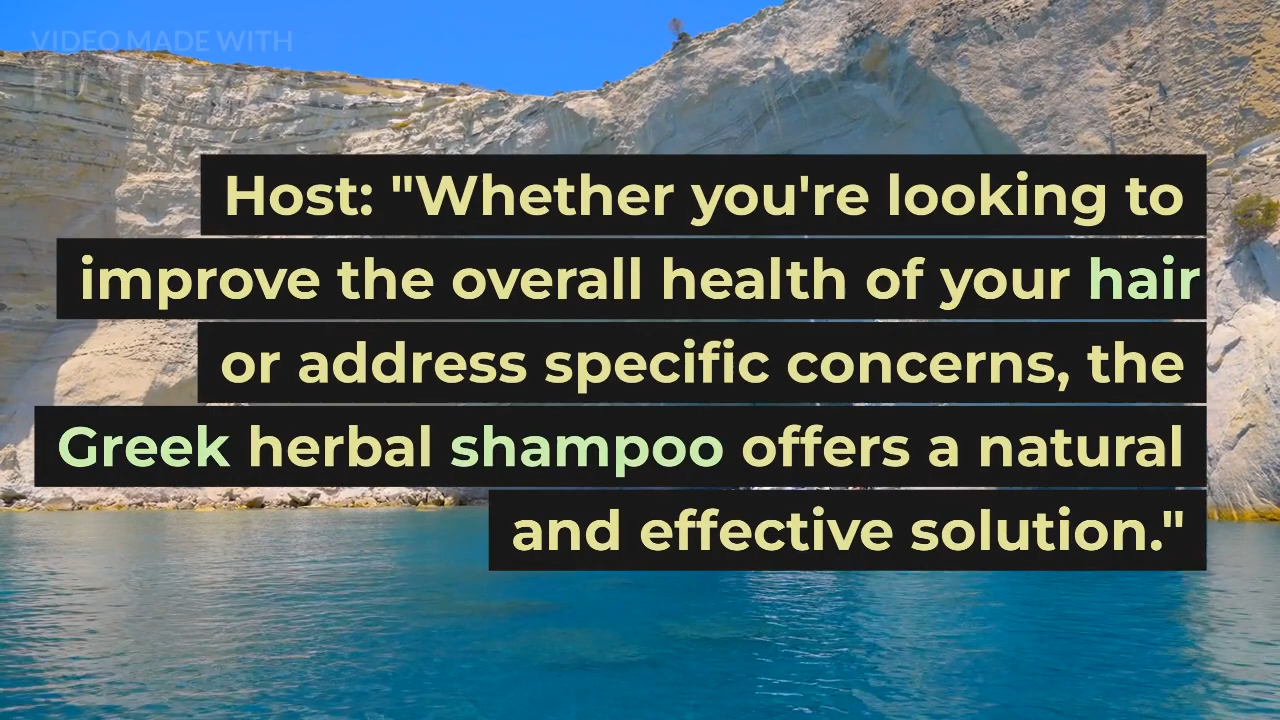 VIDEO MADE WITH
Host: "Whether you're looking to
improve the overall health of your hair
or address specific concerns, the
Greek herbal shampoo offers a natural
and effective solution."